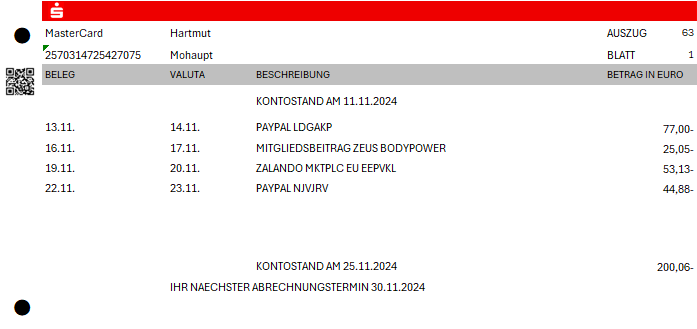 MasterCard Hartmut AUSZUG 63
2570314725427075 Mohaupt BLATT 1
BELEG VALUTA BESCHREIBUNG BETRAG IN EURO
KONTOSTAND AM 11.11.2024
13.11. 14.11. PAYPAL LDGAKP 77,00-
16.11. 17.11. MITGLIEDSBEITRAG ZEUS BODYPOWER 25,05-
19.11. 20.11. ZALANDO MKTPLC EU EEPVKL 53,13-
22.11. 23.11. PAYPAL NJVJRV 44,88-
KONTOSTAND AM 25.11.2024 200,06-
IHR NAECHSTER ABRECHNUNGSTERMIN 30.11.2024